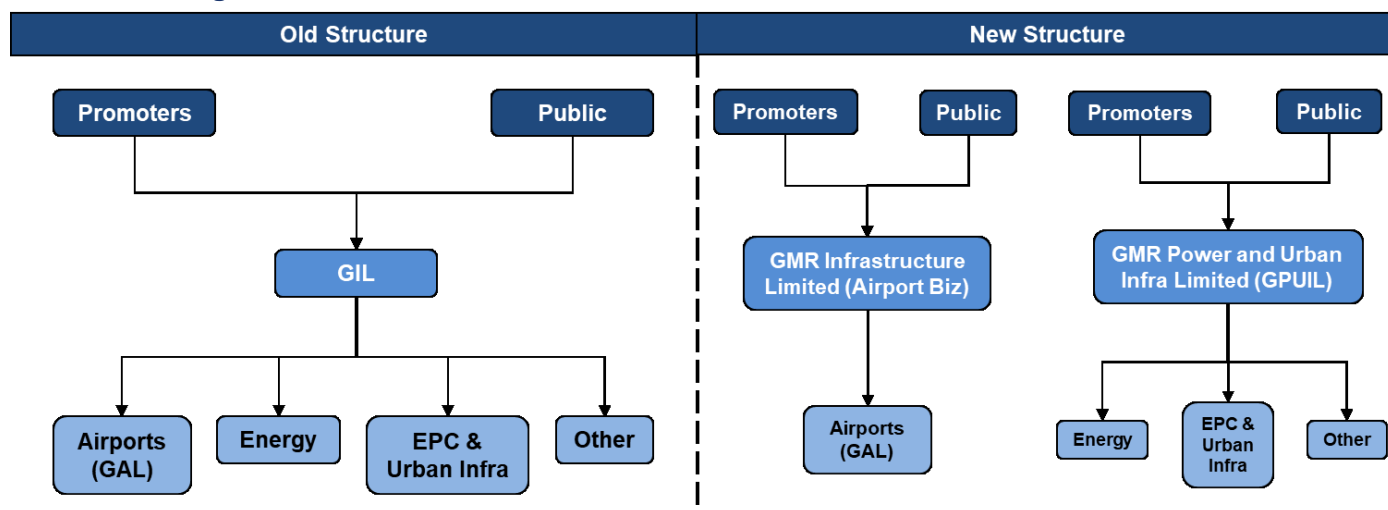 Old Structure
New Structure
Promoters
Public
GIL
Airports
(GAL)
Energy
EPC &
Urban Infra
Other
Promoters
Public
GMR Infrastructure
Limited (Airport Biz)
Airports
(GAL)
Promoters
Public
GMR Power and Urban
Infra Limited (GPUIL)
Energy
EPC &
Urban
Infra
Other